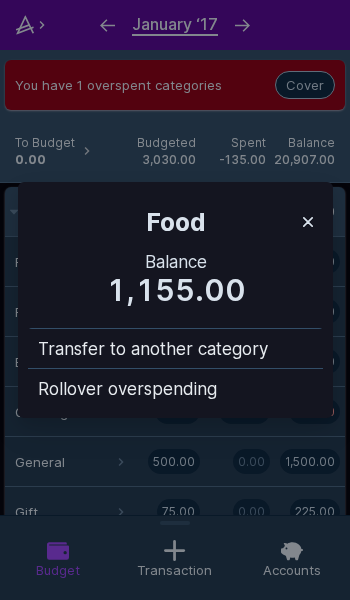 January ‘17
You have 1 overspent categories Cover
To Budget Budgeted Spent Balance
0.00 3,030.00 -135.00 20,907.00
Food
Balance
1,155.00
Transfer to another category
Rollover overspending
General 500.00 0.00 1,500.00
Gift 75.00 0.00 225.00
Budget Transaction Accounts